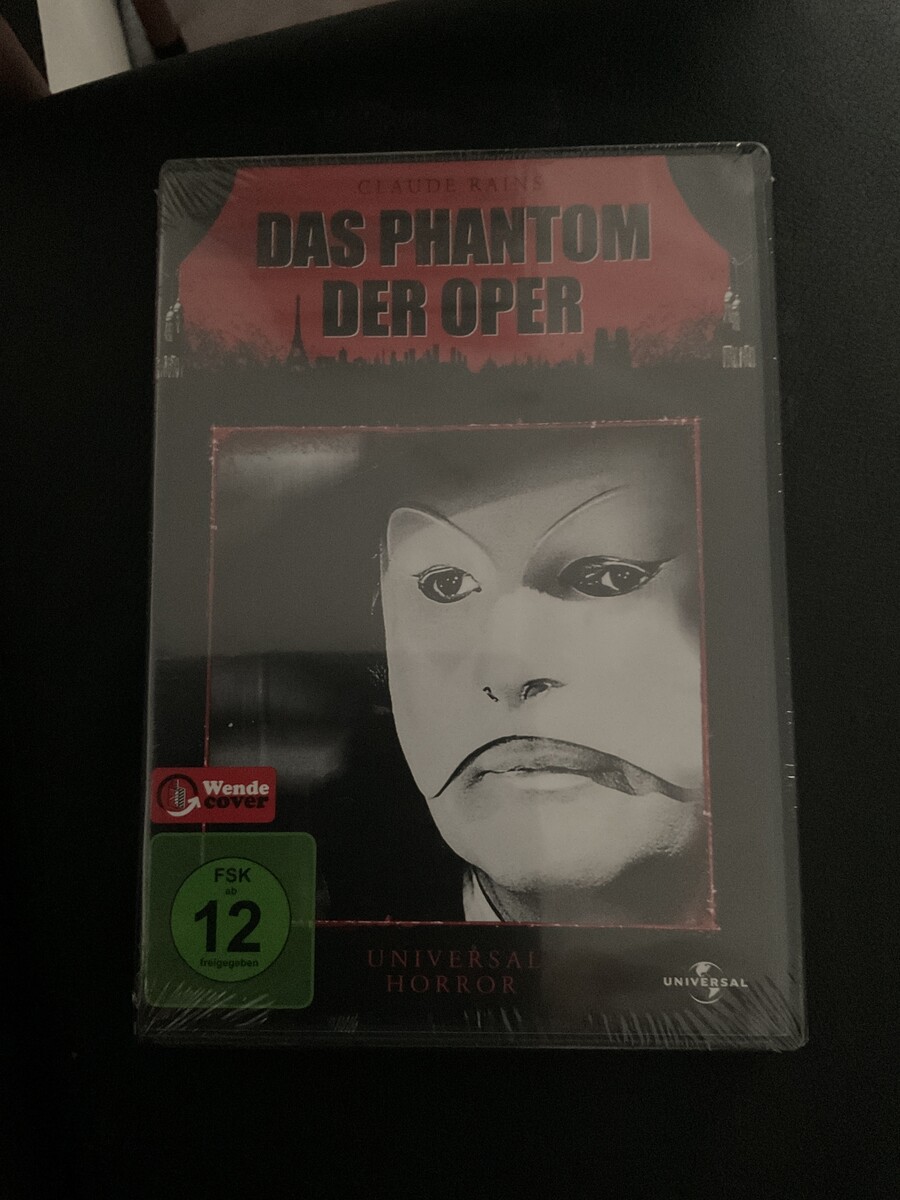 CLAUDE RAINS
DAS PHANTOM
DER OPER
Wende
cover
FSK
ab
12
freigegeben
UNIVERSAL
HORROR
UNIVERSAL